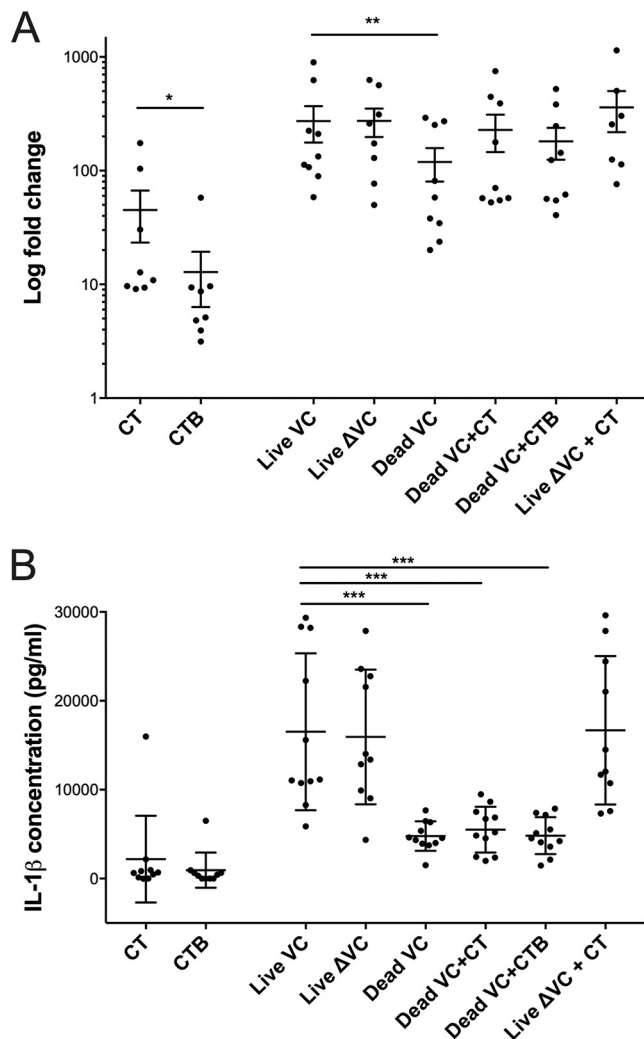 A
**
*
1000
100
10
1
Log fold change
CT
CTB
Live VC
Live ΔVC
Dead VC
Dead VC+CT
Dead VC+CTB
Live ΔVC + CT
B
***
***
***
30000
20000
10000
0
IL-1β concentration (pg/ml)
CT
CTB
Live VC
Live ΔVC
Dead VC
Dead VC+CT
Dead VC+CTB
Live ΔVC + CT